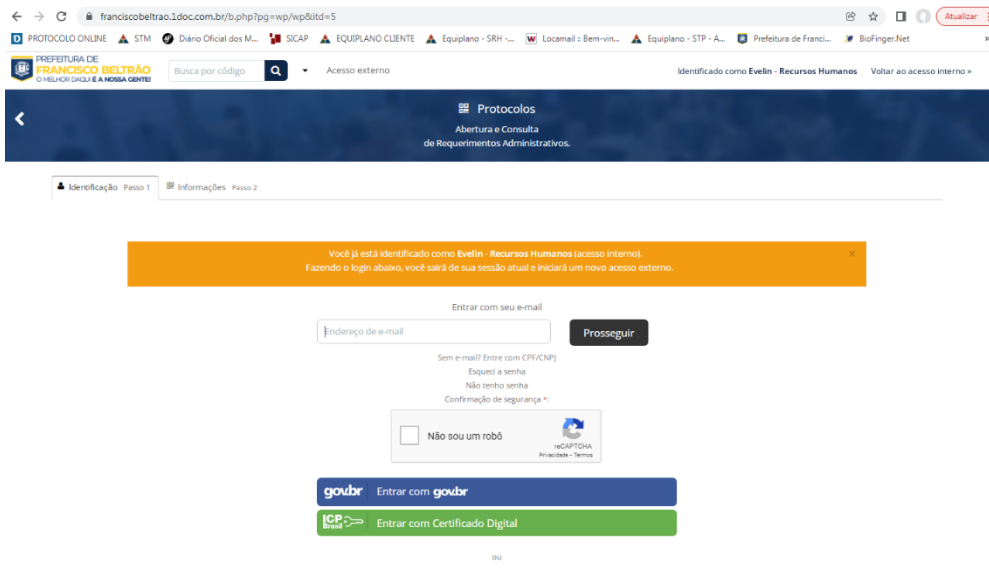 franciscobeltrao.1doc.com.br/b.php?pg=wp/wp&iitd=5
Atualizar
PROTOCOLO ONLINE STM Diário Oficial dos M... SICAP EQUIPLANO CLIENTE Equiplano - SRH -... Locamail :: Bem-vin... Equiplano - STP - A... Prefeitura de Franci... BioFinger.Net
PREFEITURA DE
FRANCISCO BELTRÃO
O MELHOR DAQUI É A NOSSA GENTE!
Busca por código
Acesso externo
Identificado como Evelin - Recursos Humanos Voltar ao acesso interno »
Protocolos
Abertura e Consulta
de Requerimentos Administrativos.
Identificação Passo 1 Informações Passo 2
Você já está identificado como Evelin - Recursos Humanos (acesso interno). ×
Fazendo o login abaixo, você sairá de sua sessão atual e iniciará um novo acesso externo.
Entrar com seu e-mail
Endereço de e-mail Prosseguir
Sem e-mail? Entre com CPF/CNPJ
Esqueci a senha
Não tenho senha
Confirmação de segurança *:
Não sou um robô
reCAPTCHA
Privacidade - Termos
gov.br Entrar com gov.br
ICP
Brasil Entrar com Certificado Digital
ou